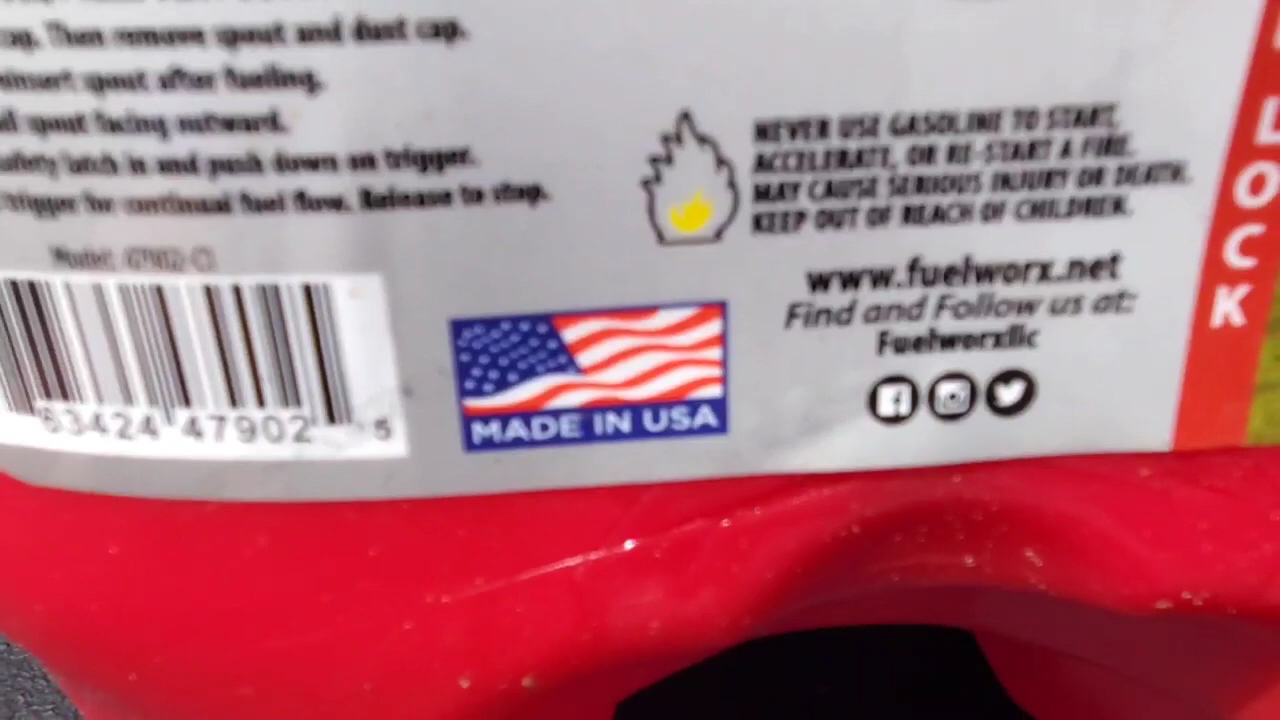 Then remove spout and dust cap.
spout after fueling.
spout facing outward.
safety latch in and push down on trigger.
trigger for continual fuel flow. Release to stop.
Model:
63424 47902 5
MADE IN USA
NEVER USE GASOLINE TO START,
ACCELERATE, OR RE-START A FIRE.
MAY CAUSE SERIOUS INJURY OR DEATH.
KEEP OUT OF REACH OF CHILDREN.
www.fuelworx.net
Find and Follow us at:
Fuelworxllc
LOCK